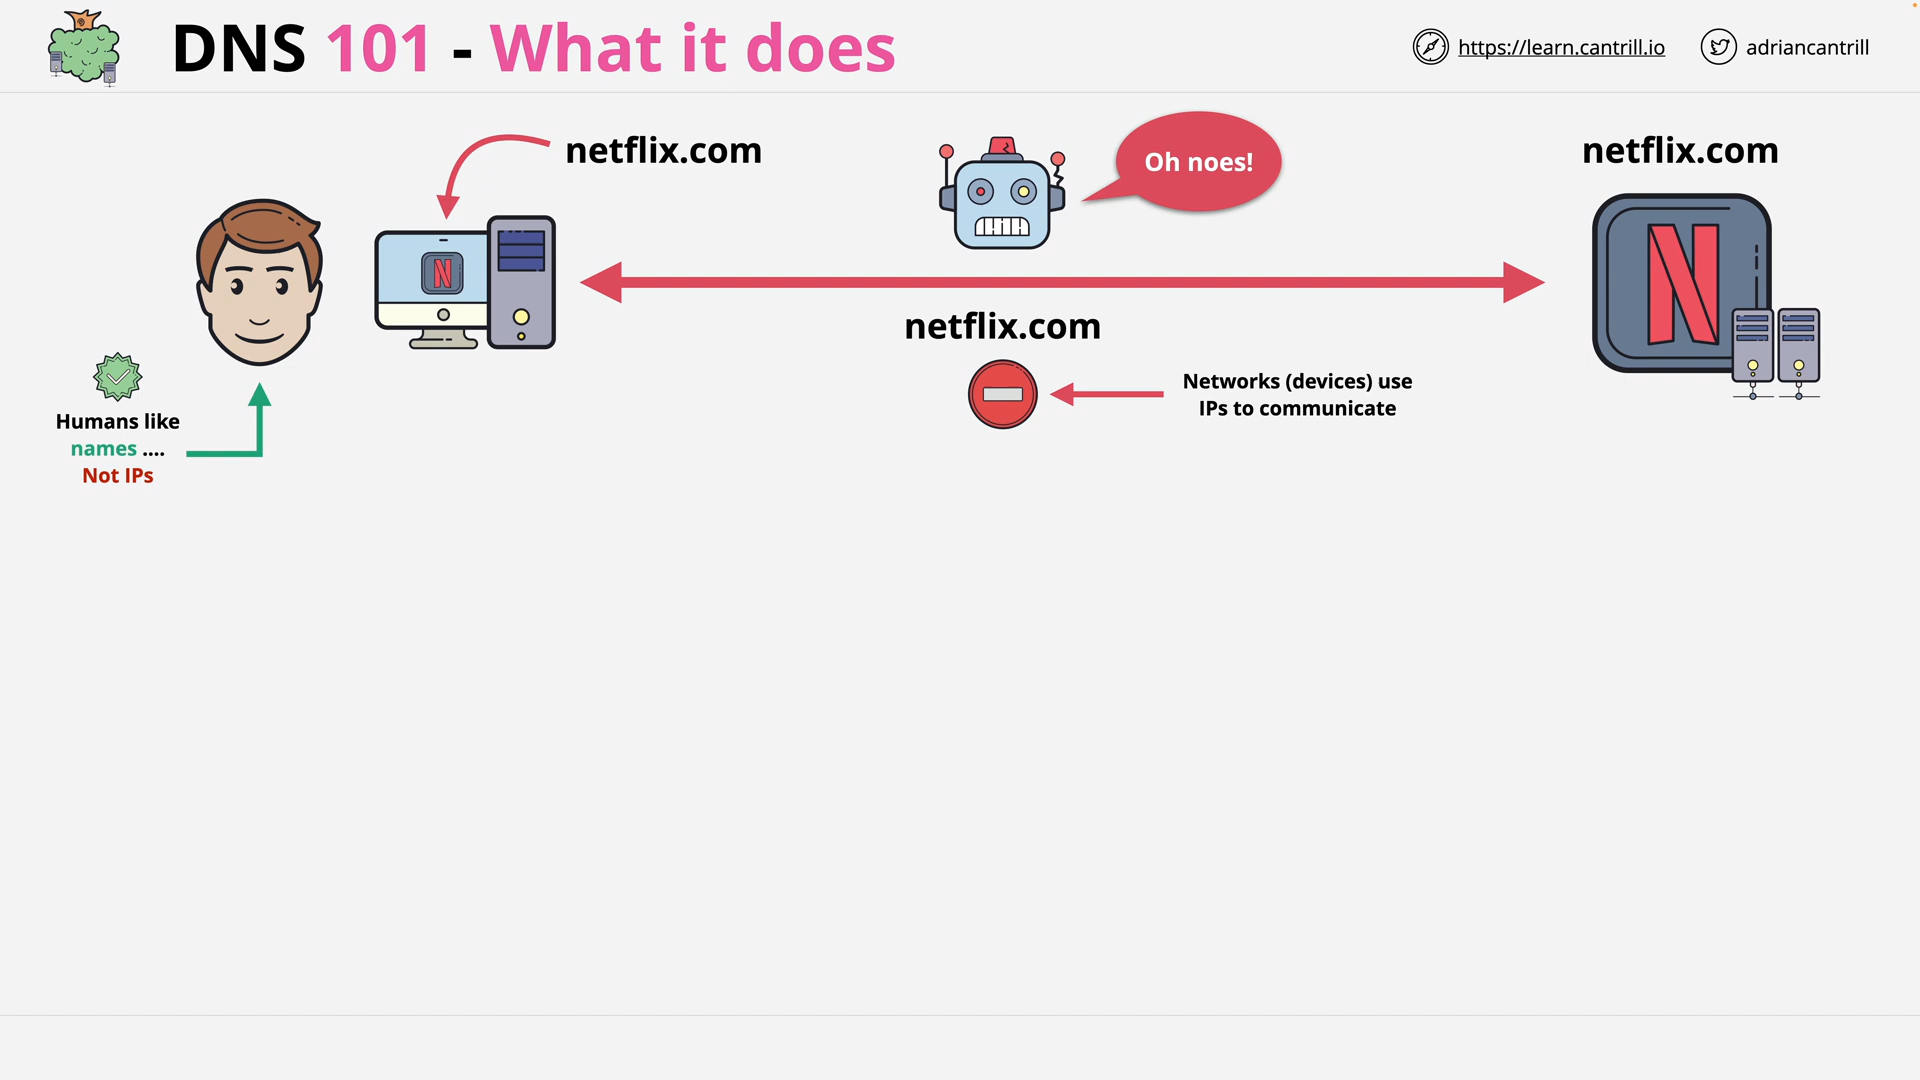 DNS 101 - What it does
https://learn.cantrill.io
adriancantrill
netflix.com
Oh noes!
netflix.com
netflix.com
Networks (devices) use
IPs to communicate
Humans like
names ....
Not IPs